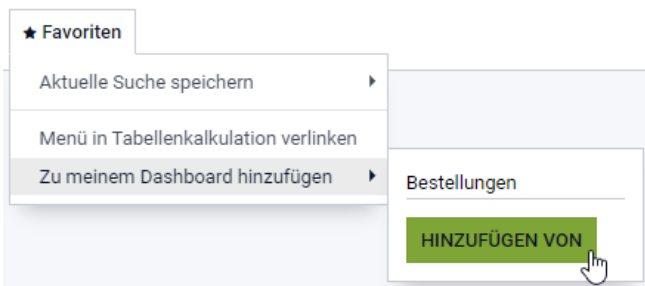 ★ Favoriten
Aktuelle Suche speichern
Menü in Tabellenkalkulation verlinken
Zu meinem Dashboard hinzufügen
Bestellungen
HINZUFÜGEN VON